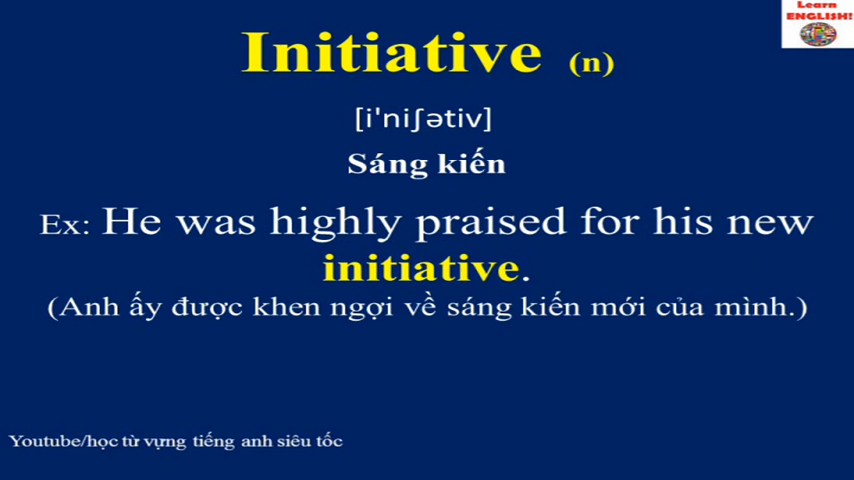 Learn
ENGLISH!
Initiative (n)
[i'niʃətiv]
Sáng kiến
Ex: He was highly praised for his new
initiative.
(Anh ấy được khen ngợi về sáng kiến mới của mình.)
Youtube/học từ vựng tiếng anh siêu tốc